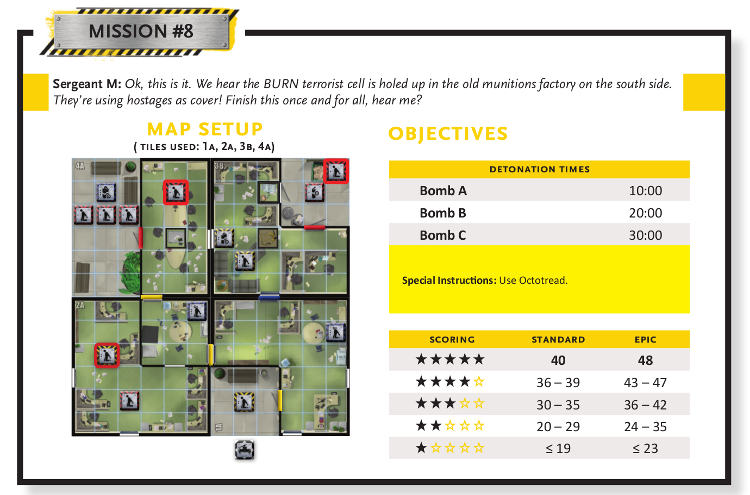 MISSION #8
Sergeant M: Ok, this is it. We hear the BURN terrorist cell is holed up in the old munitions factory on the south side.
They're using hostages as cover! Finish this once and for all, hear me?
MAP SETUP
( TILES USED: 1A, 2A, 3B, 4A)
4A
3B
2A
OBJECTIVES
DETONATION TIMES
Bomb A 10:00
Bomb B 20:00
Bomb C 30:00
Special Instructions: Use Octotread.
SCORING STANDARD EPIC
★★★★★ 40 48
★★★★☆ 36 – 39 43 – 47
★★★☆☆ 30 – 35 36 – 42
★★☆☆☆ 20 – 29 24 – 35
★☆☆☆☆ ≤ 19 ≤ 23